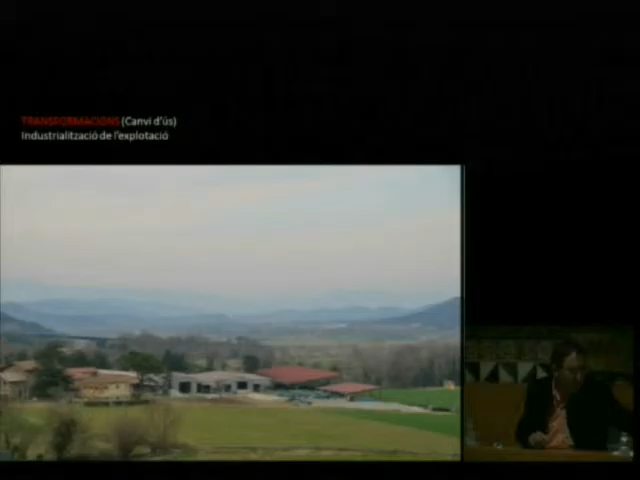 TRANSFORMACIONS (Canvi d'ús)
Industrialització de l'explotació